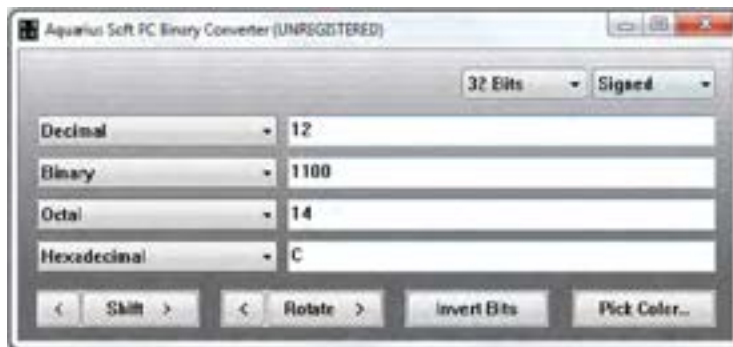 Aquarius Soft PC Binary Converter (UNREGISTERED)
32 Bits Signed
Decimal 12
Binary 1100
Octal 14
Hexadecimal C
< Shift > < Rotate > Invert Bits Pick Color...